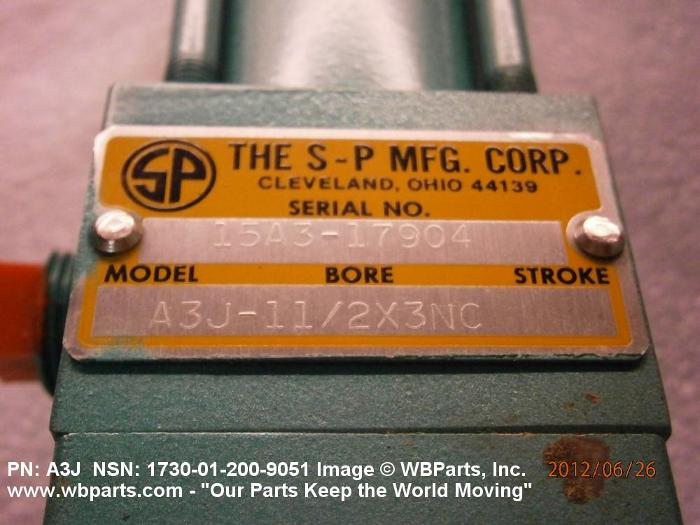 SP THE S-P MFG. CORP.
CLEVELAND, OHIO 44139
SERIAL NO.
15A3-17904
MODEL BORE STROKE
A3J-11/2X3NC
PN: A3J NSN: 1730-01-200-9051 Image © WBParts, Inc. 2012/06/26
www.wbparts.com - "Our Parts Keep the World Moving"